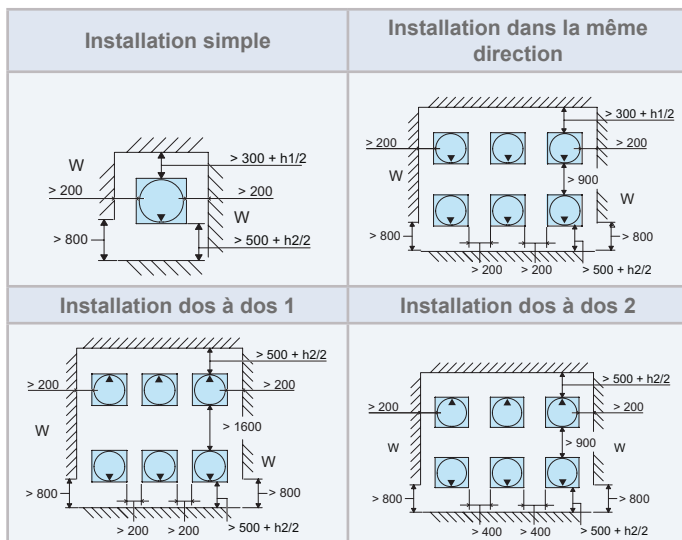 Installation simple
Installation dans la même
direction
W
> 300 + h1/2
> 200
> 200
W
> 800
> 500 + h2/2
> 300 + h1/2
> 200
> 200
W
> 900
W
> 800
> 800
> 200
> 200
> 500 + h2/2
Installation dos à dos 1
Installation dos à dos 2
> 500 + h2/2
> 200
> 200
W
> 1600
W
> 800
> 800
> 200
> 200
> 500 + h2/2
> 500 + h2/2
> 200
> 200
W
> 900
W
> 800
> 800
> 400
> 400
> 500 + h2/2